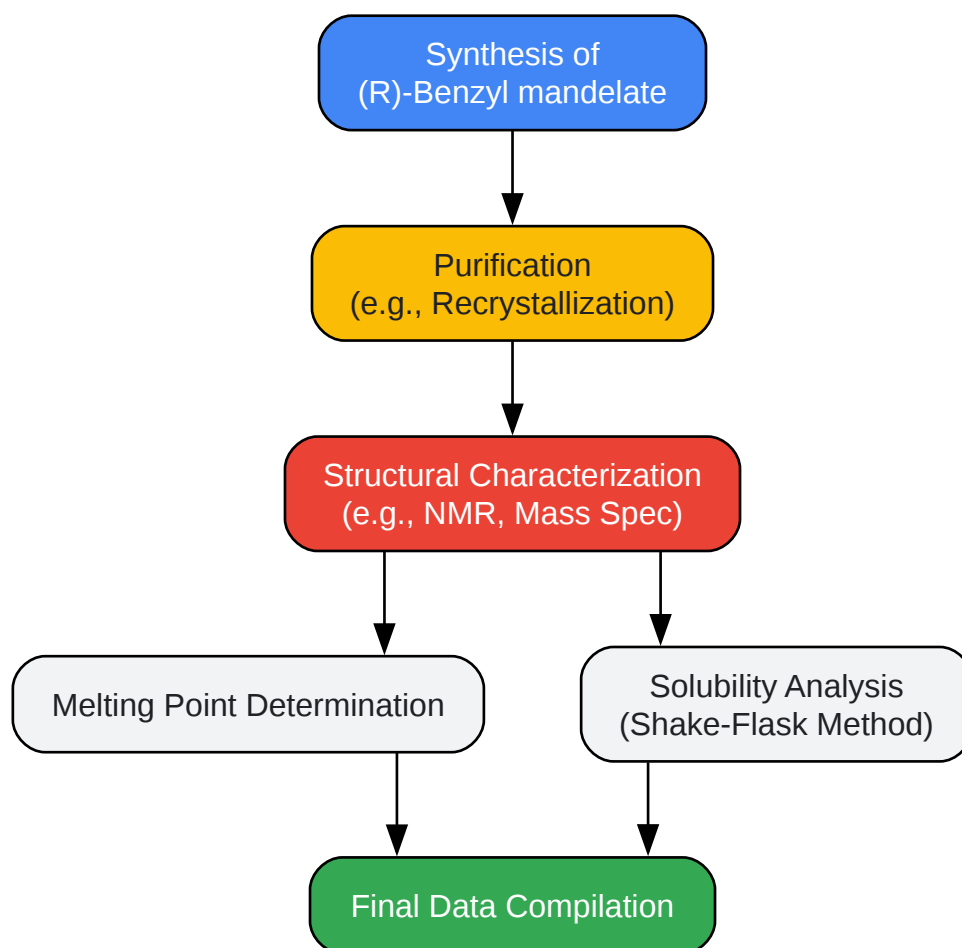 Synthesis of
(R)-Benzyl mandelate
Purification
(e.g., Recrystallization)
Structural Characterization
(e.g., NMR, Mass Spec)
Melting Point Determination
Solubility Analysis
(Shake-Flask Method)
Final Data Compilation